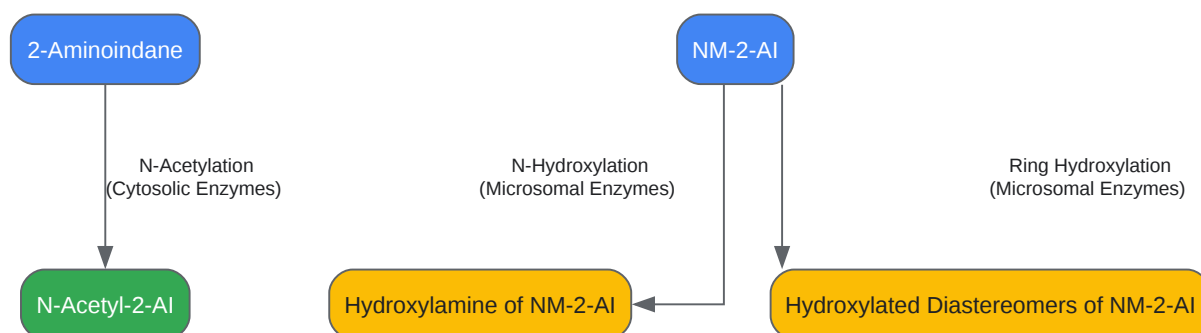 2-Aminoindane
NM-2-AI
N-Acetylation
(Cytosolic Enzymes)
N-Hydroxylation
(Microsomal Enzymes)
Ring Hydroxylation
(Microsomal Enzymes)
N-Acetyl-2-AI
Hydroxylamine of NM-2-AI
Hydroxylated Diastereomers of NM-2-AI